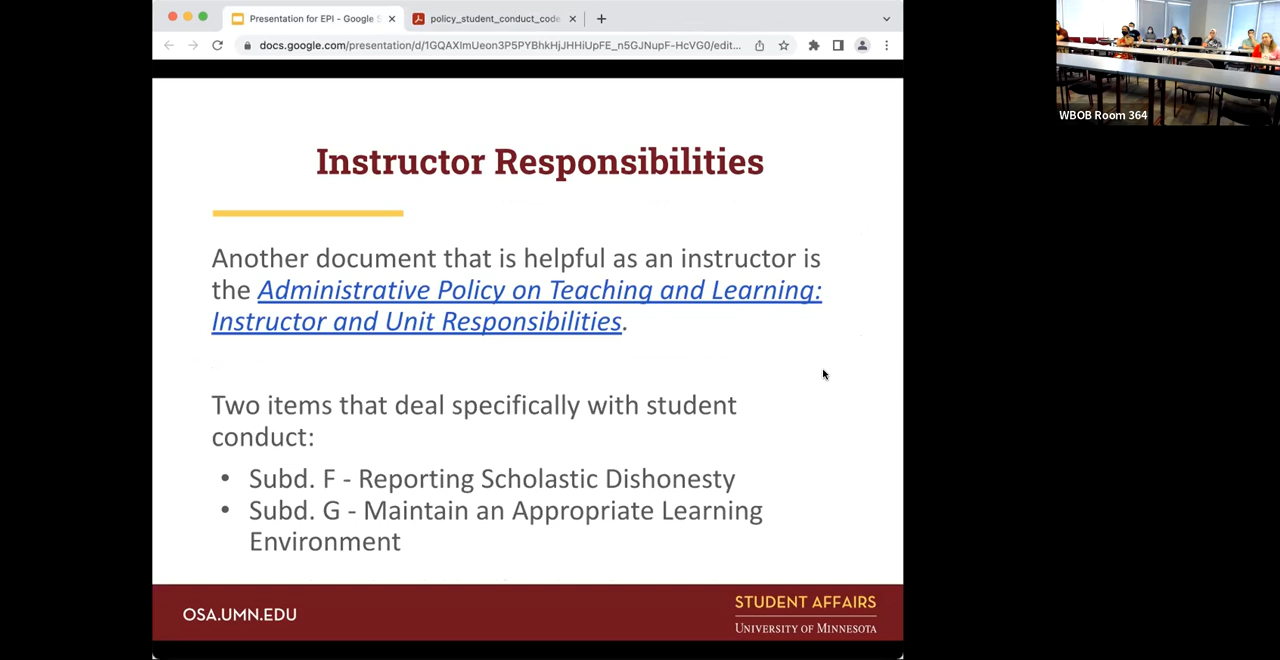 Presentation for EPI - Google S
policy_student_conduct_code
docs.google.com/presentation/d/1GQAXlmUeon3P5PYBhkHjJHHiUpFE_n5GJNupF-HcVG0/edit...
WBOB Room 364
Instructor Responsibilities
Another document that is helpful as an instructor is
the Administrative Policy on Teaching and Learning:
Instructor and Unit Responsibilities.
Two items that deal specifically with student
conduct:
• Subd. F - Reporting Scholastic Dishonesty
• Subd. G - Maintain an Appropriate Learning
Environment
OSA.UMN.EDU
STUDENT AFFAIRS
UNIVERSITY OF MINNESOTA